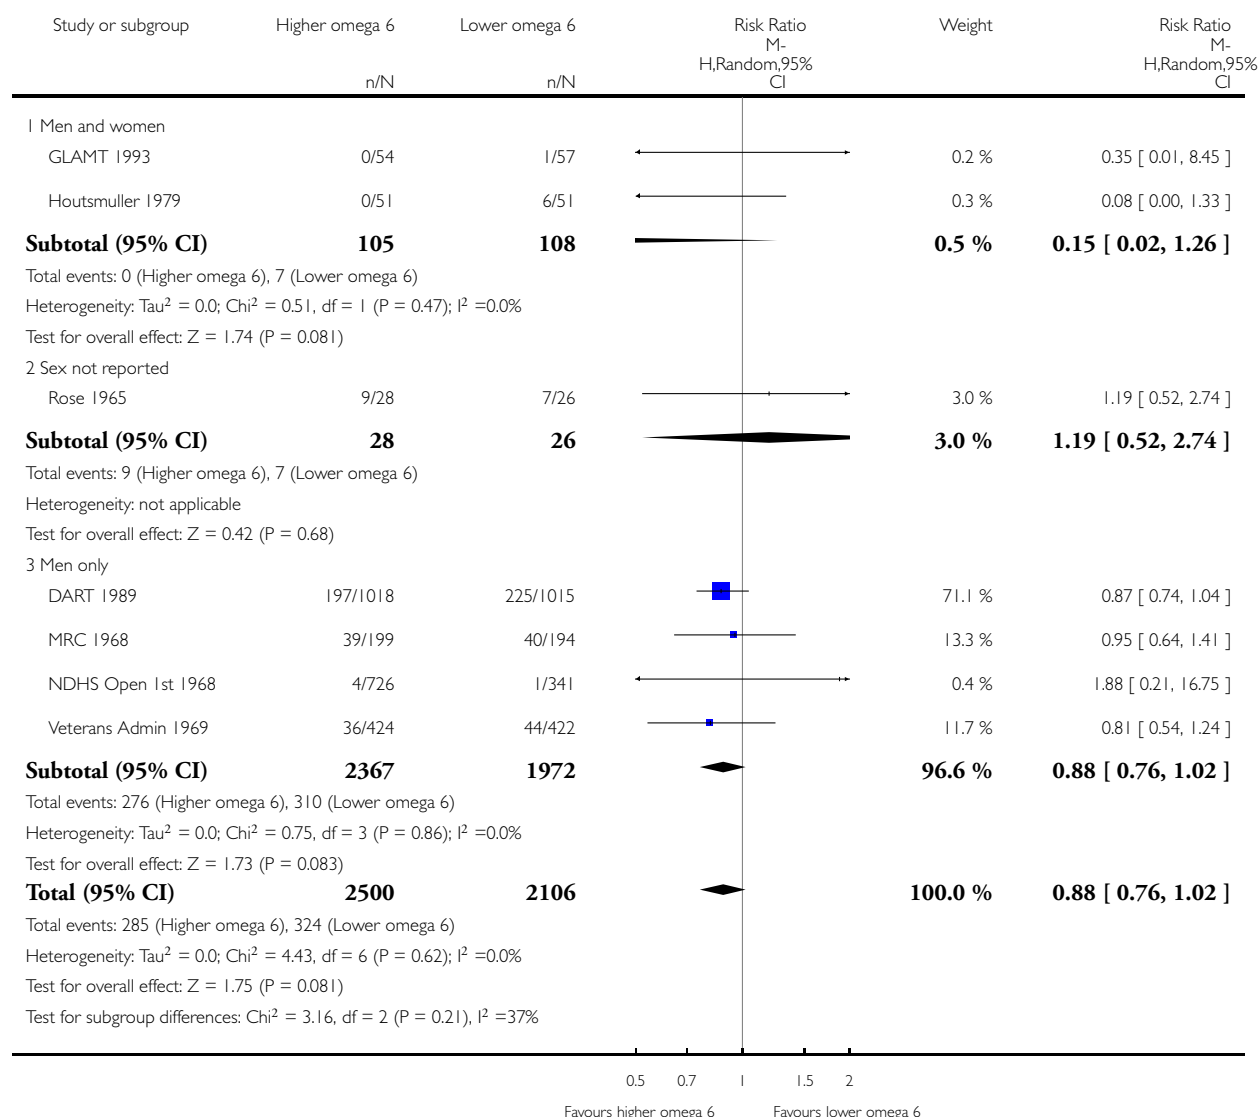 Study or subgroup Higher omega 6 Lower omega 6 Risk Ratio Weight Risk Ratio
M- M-
H,Random,95% H,Random,95%
n/N n/N CI CI
1 Men and women
GLAMT 1993 0/54 1/57 0.2 % 0.35 [ 0.01, 8.45 ]
Houtsmuller 1979 0/51 6/51 0.3 % 0.08 [ 0.00, 1.33 ]
Subtotal (95% CI) 105 108 0.5 % 0.15 [ 0.02, 1.26 ]
Total events: 0 (Higher omega 6), 7 (Lower omega 6)
Heterogeneity: Tau² = 0.0; Chi² = 0.51, df = 1 (P = 0.47); I² =0.0%
Test for overall effect: Z = 1.74 (P = 0.081)
2 Sex not reported
Rose 1965 9/28 7/26 3.0 % 1.19 [ 0.52, 2.74 ]
Subtotal (95% CI) 28 26 3.0 % 1.19 [ 0.52, 2.74 ]
Total events: 9 (Higher omega 6), 7 (Lower omega 6)
Heterogeneity: not applicable
Test for overall effect: Z = 0.42 (P = 0.68)
3 Men only
DART 1989 197/1018 225/1015 71.1 % 0.87 [ 0.74, 1.04 ]
MRC 1968 39/199 40/194 13.3 % 0.95 [ 0.64, 1.41 ]
NDHS Open 1st 1968 4/726 1/341 0.4 % 1.88 [ 0.21, 16.75 ]
Veterans Admin 1969 36/424 44/422 11.7 % 0.81 [ 0.54, 1.24 ]
Subtotal (95% CI) 2367 1972 96.6 % 0.88 [ 0.76, 1.02 ]
Total events: 276 (Higher omega 6), 310 (Lower omega 6)
Heterogeneity: Tau² = 0.0; Chi² = 0.75, df = 3 (P = 0.86); I² =0.0%
Test for overall effect: Z = 1.73 (P = 0.083)
Total (95% CI) 2500 2106 100.0 % 0.88 [ 0.76, 1.02 ]
Total events: 285 (Higher omega 6), 324 (Lower omega 6)
Heterogeneity: Tau² = 0.0; Chi² = 4.43, df = 6 (P = 0.62); I² =0.0%
Test for overall effect: Z = 1.75 (P = 0.081)
Test for subgroup differences: Chi² = 3.16, df = 2 (P = 0.21), I² =37%
0.5 0.7 1 1.5 2
Favours higher omega 6 Favours lower omega 6